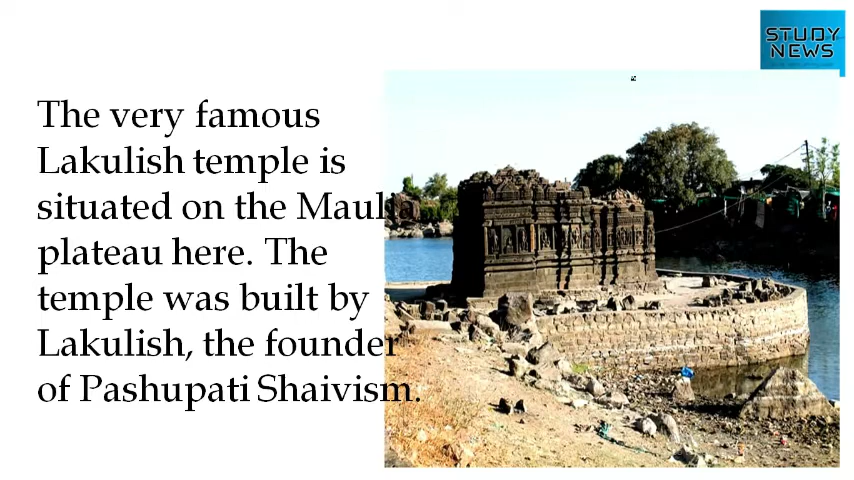 STUDY
NEWS
The very famous
Lakulish temple is
situated on the Maulia
plateau here. The
temple was built by
Lakulish, the founder
of Pashupati Shaivism.